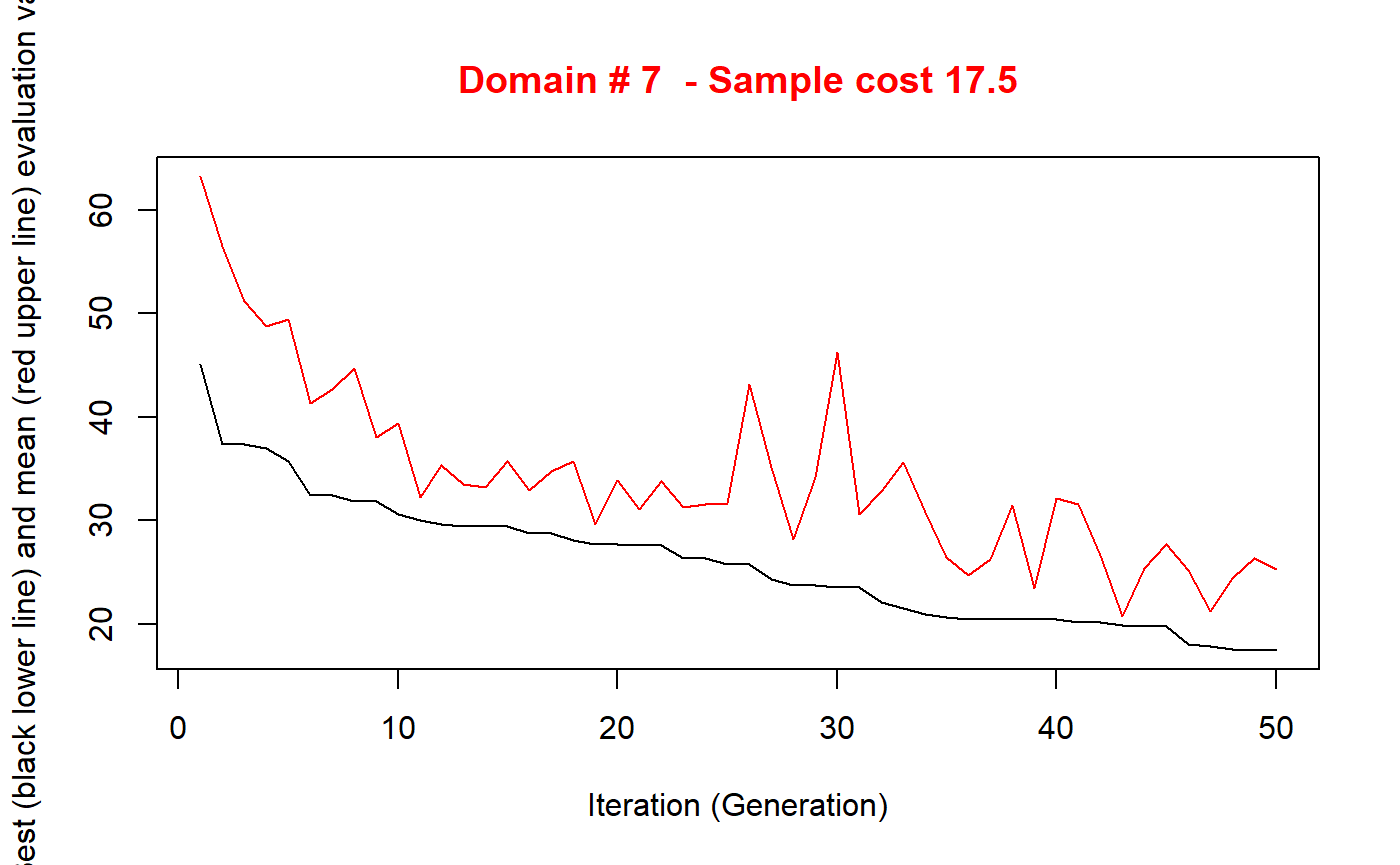 Domain # 7  - Sample cost 17.5
(black lower line) and mean (red upper line) evaluation
60
50
40
30
20
0 10 20 30 40 50
Iteration (Generation)